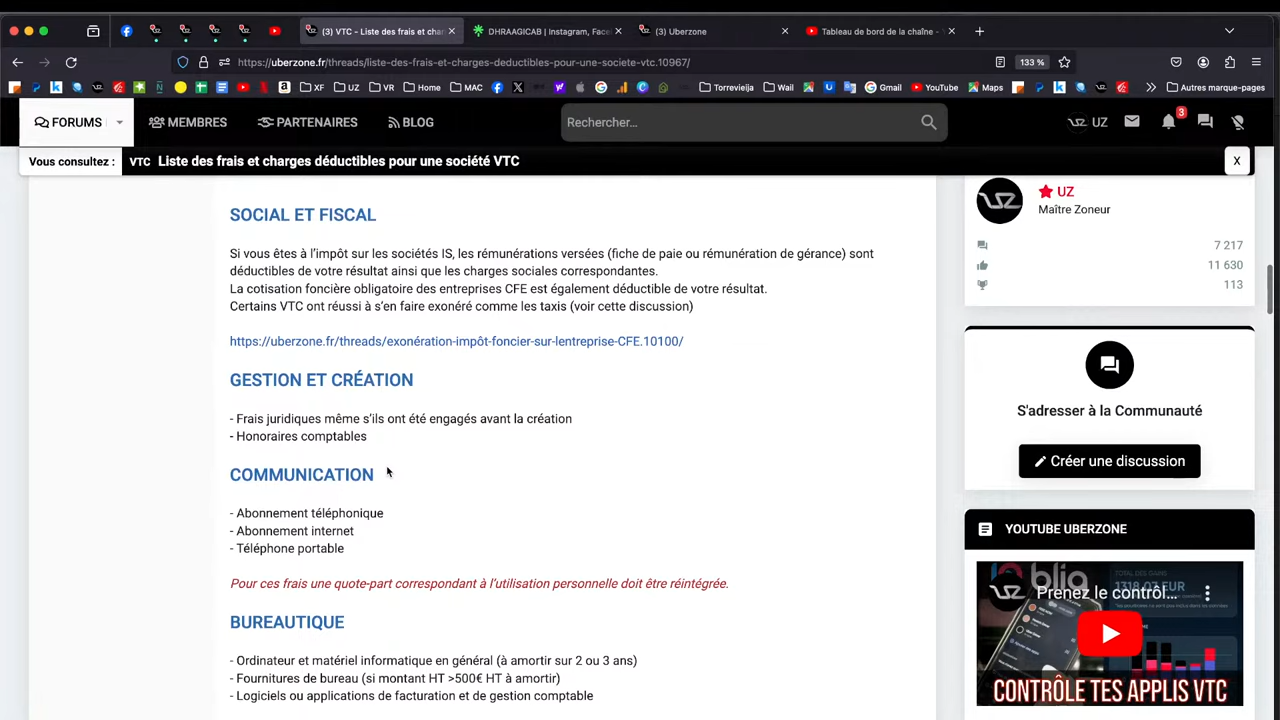 (3) VTC - Liste des frais et char
DHRAAGICAB | Instagram, Face
(3) Uberzone
Tableau de bord de la chaîne -
https://uberzone.fr/threads/liste-des-frais-et-charges-deductibles-pour-une-societe-vtc.10967/
133 %
XF
UZ
VR
Home
MAC
Torrevieja
Wail
Gmail
YouTube
Maps
Autres marque-pages
FORUMS
MEMBRES
PARTENAIRES
BLOG
Rechercher...
UZ
3
Vous consultez :
VTC Liste des frais et charges déductibles pour une société VTC
X
SOCIAL ET FISCAL
Si vous êtes à l'impôt sur les sociétés IS, les rémunérations versées (fiche de paie ou rémunération de gérance) sont
déductibles de votre résultat ainsi que les charges sociales correspondantes.
La cotisation foncière obligatoire des entreprises CFE est également déductible de votre résultat.
Certains VTC ont réussi à s'en faire exonéré comme les taxis (voir cette discussion)
https://uberzone.fr/threads/exonération-impôt-foncier-sur-lentreprise-CFE.10100/
GESTION ET CRÉATION
- Frais juridiques même s'ils ont été engagés avant la création
- Honoraires comptables
COMMUNICATION
- Abonnement téléphonique
- Abonnement internet
- Téléphone portable
Pour ces frais une quote-part correspondant à l'utilisation personnelle doit être réintégrée.
BUREAUTIQUE
- Ordinateur et matériel informatique en général (à amortir sur 2 ou 3 ans)
- Fournitures de bureau (si montant HT >500€ HT à amortir)
- Logiciels ou applications de facturation et de gestion comptable
UZ
Maître Zoneur
7 217
11 630
113
S'adresser à la Communauté
Créer une discussion
YOUTUBE UBERZONE
bliq
Prenez le contrôl...
1318,07 EUR
CONTRÔLE TES APPLIS VTC